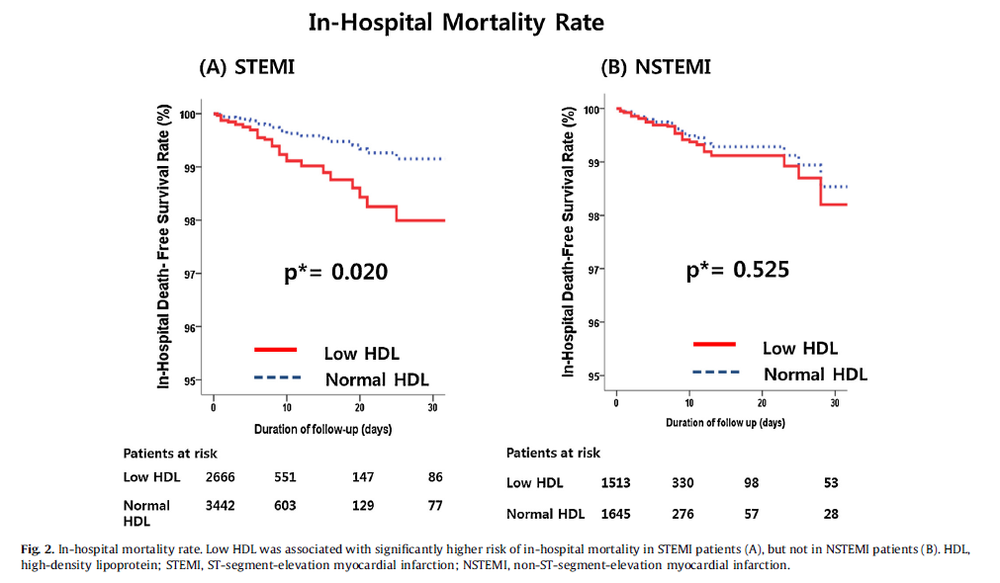 In-Hospital Mortality Rate
(A) STEMI
In-Hospital Death- Free Survival Rate (%)
100
99
98
97
96
95
p*= 0.020
Low HDL
Normal HDL
0 10 20 30
Duration of follow-up (days)
Patients at risk
Low HDL 2666 551 147 86
Normal HDL 3442 603 129 77
(B) NSTEMI
In-Hospital Death-Free Survival Rate (%)
100
99
98
97
96
95
p*= 0.525
Low HDL
Normal HDL
0 10 20 30
Duration of follow up (days)
Patients at risk
Low HDL 1513 330 98 53
Normal HDL 1645 276 57 28
Fig. 2. In-hospital mortality rate. Low HDL was associated with significantly higher risk of in-hospital mortality in STEMI patients (A), but not in NSTEMI patients (B). HDL,
high-density lipoprotein; STEMI, ST-segment-elevation myocardial infarction; NSTEMI, non-ST-segment-elevation myocardial infarction.